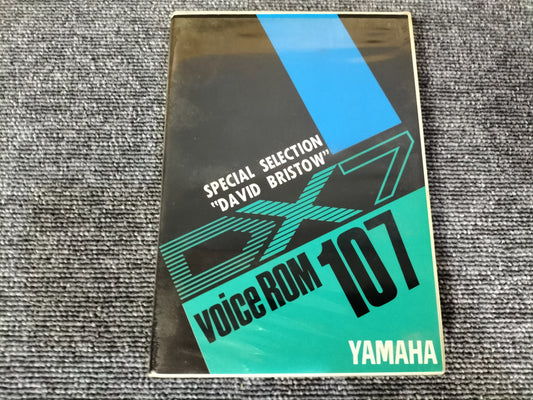 SPECIAL SELECTION
"DAVID BRISTOW"
DX7
Voice ROM 107
YAMAHA